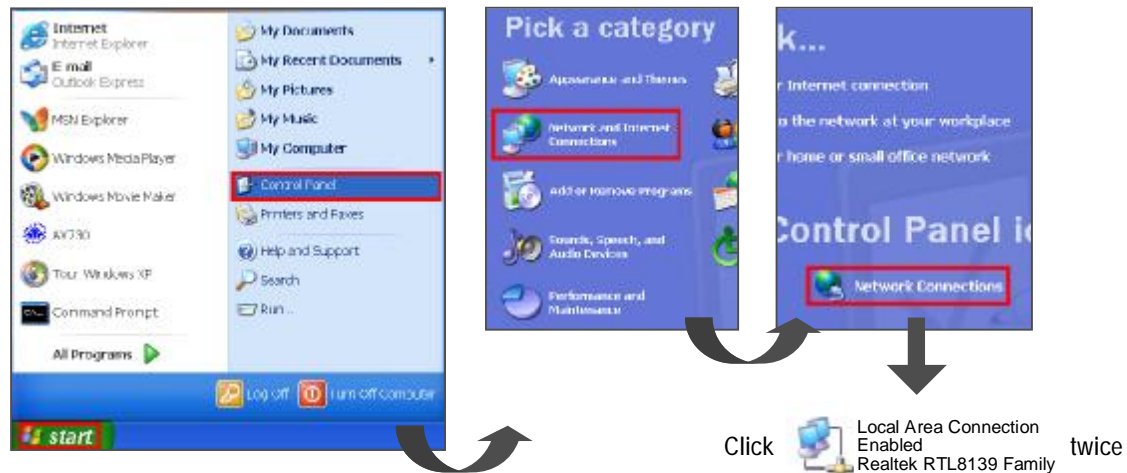 Internet
Internet Explorer
E-mail
Outlook Express
MSN Explorer
Windows Media Player
Windows Movie Maker
AV730
Tour Windows XP
Command Prompt
All Programs
My Documents
My Recent Documents
My Pictures
My Music
My Computer
Control Panel
Printers and Faxes
Help and Support
Search
Run...
Log Off
Turn Off Computer
start
Pick a category
Appearance and Themes
Network and Internet
Connections
Add or Remove Programs
Sounds, Speech, and
Audio Devices
Performance and
Maintenance
k...
r Internet connection
o the network at your workplace
r home or small office network
Control Panel ic
Network Connections
Click
Local Area Connection
Enabled
Realtek RTL8139 Family
twice